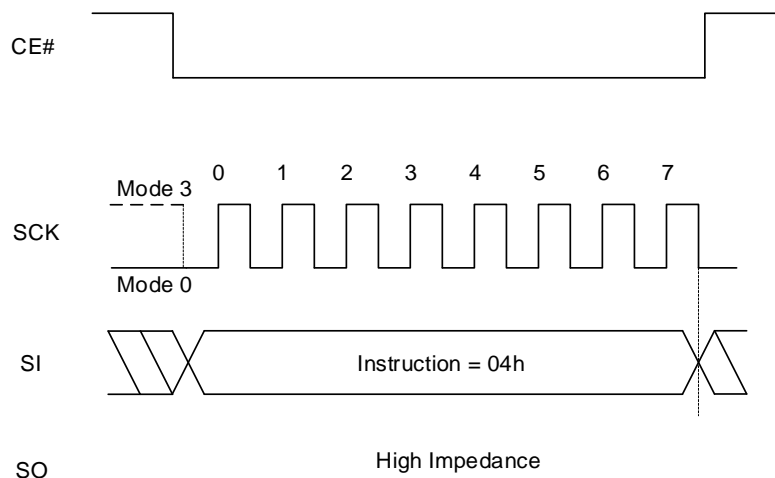 CE#
0 1 2 3 4 5 6 7
Mode 3
SCK
Mode 0
SI
Instruction = 04h
SO
High Impedance